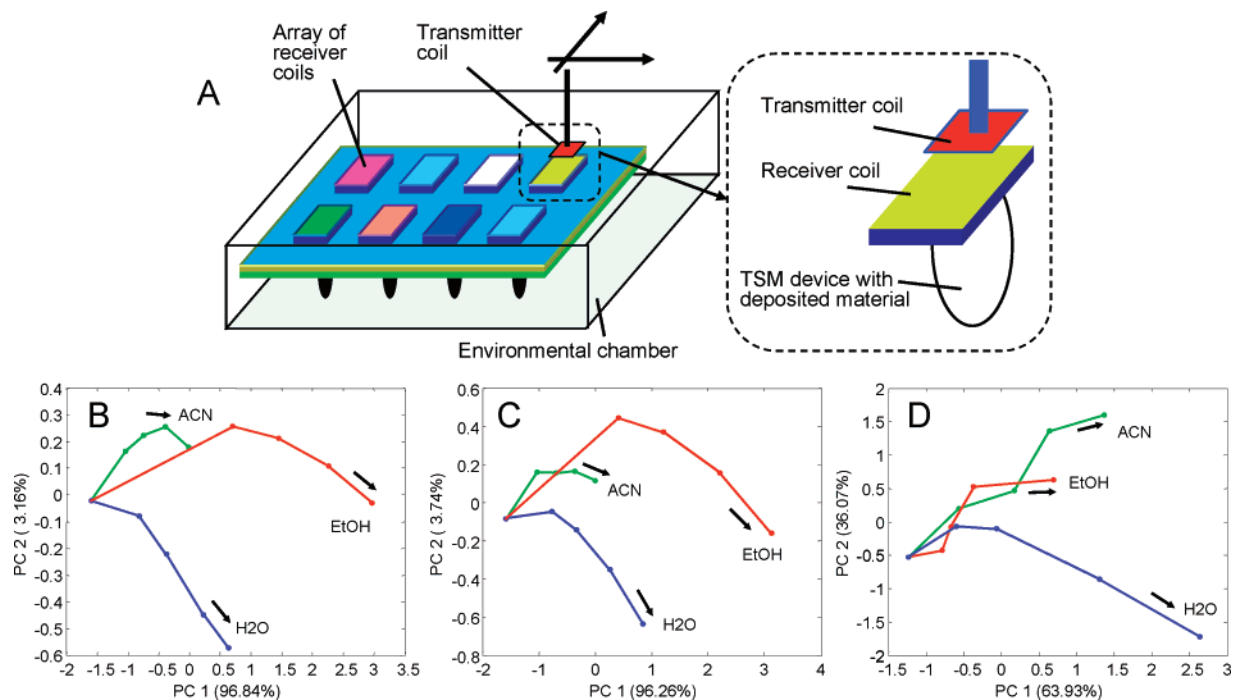 A
Array of
receiver
coils
Transmitter
coil
Environmental chamber
Transmitter coil
Receiver coil
TSM device with
deposited material
B
0.4
0.3
0.2
0.1
0
-0.1
-0.2
-0.3
-0.4
-0.5
-0.6
PC 2 ( 3.16%)
ACN
EtOH
H2O
-2 -1.5 -1 -0.5 0 0.5 1 1.5 2 2.5 3 3.5
PC 1 (96.84%)
C
0.6
0.4
0.2
0
-0.2
-0.4
-0.6
-0.8
PC 2 ( 3.74%)
ACN
EtOH
H2O
-2 -1 0 1 2 3 4
PC 1 (96.26%)
D
2
1.5
1
0.5
0
-0.5
-1
-1.5
-2
PC 2 (36.07%)
ACN
EtOH
H2O
-1.5 -1 -0.5 0 0.5 1 1.5 2 2.5 3
PC 1 (63.93%)